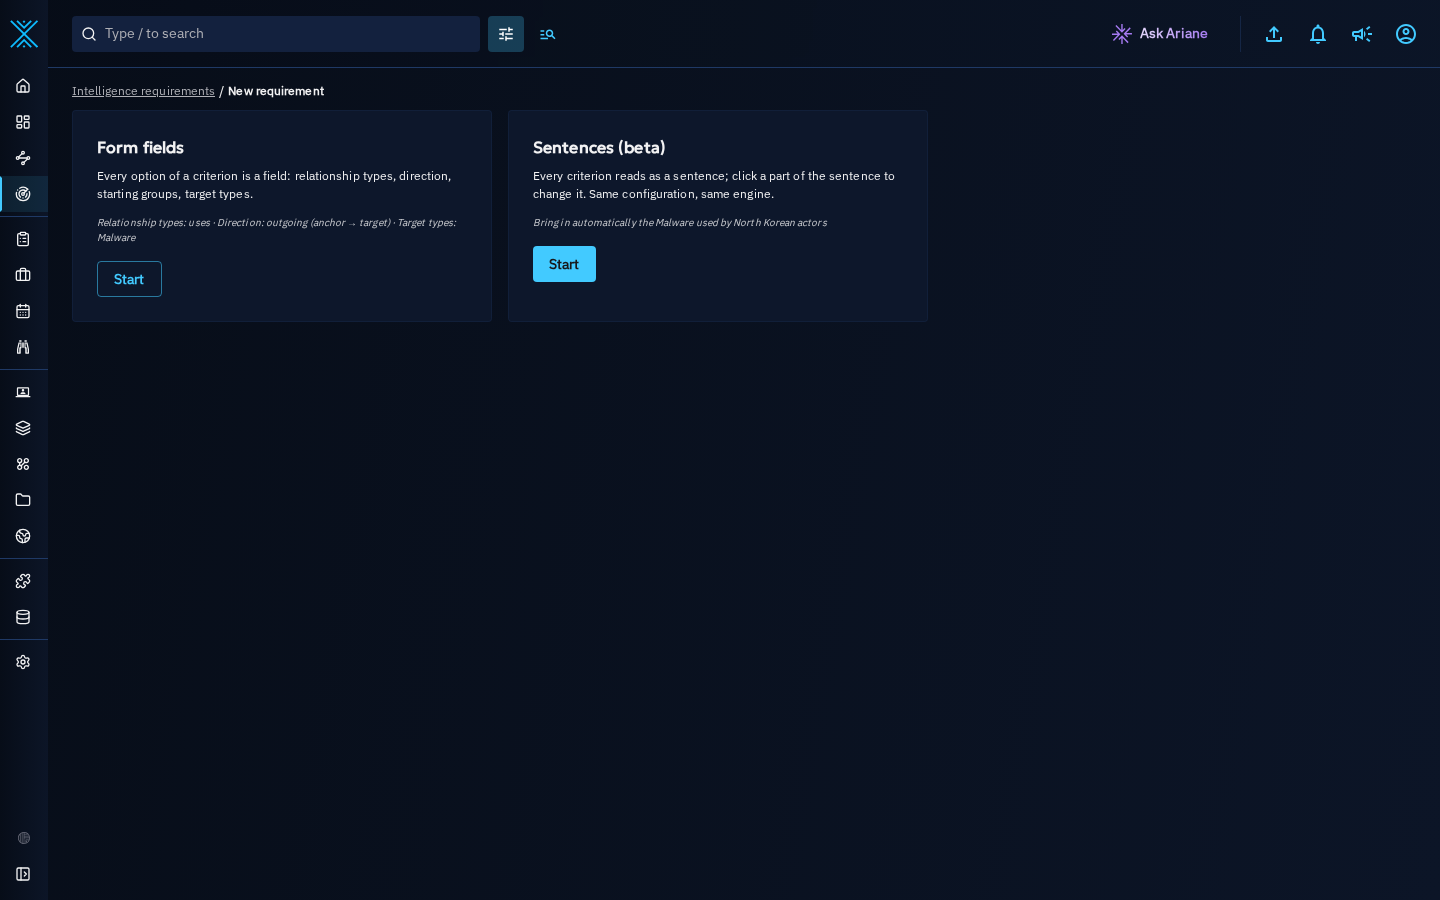 Type / to search
Ask Ariane
Intelligence requirements / New requirement
Form fields
Every option of a criterion is a field: relationship types, direction,
starting groups, target types.
Relationship types: uses · Direction: outgoing (anchor → target) · Target types:
Malware
Start
Sentences (beta)
Every criterion reads as a sentence; click a part of the sentence to
change it. Same configuration, same engine.
Bring in automatically the Malware used by North Korean actors
Start